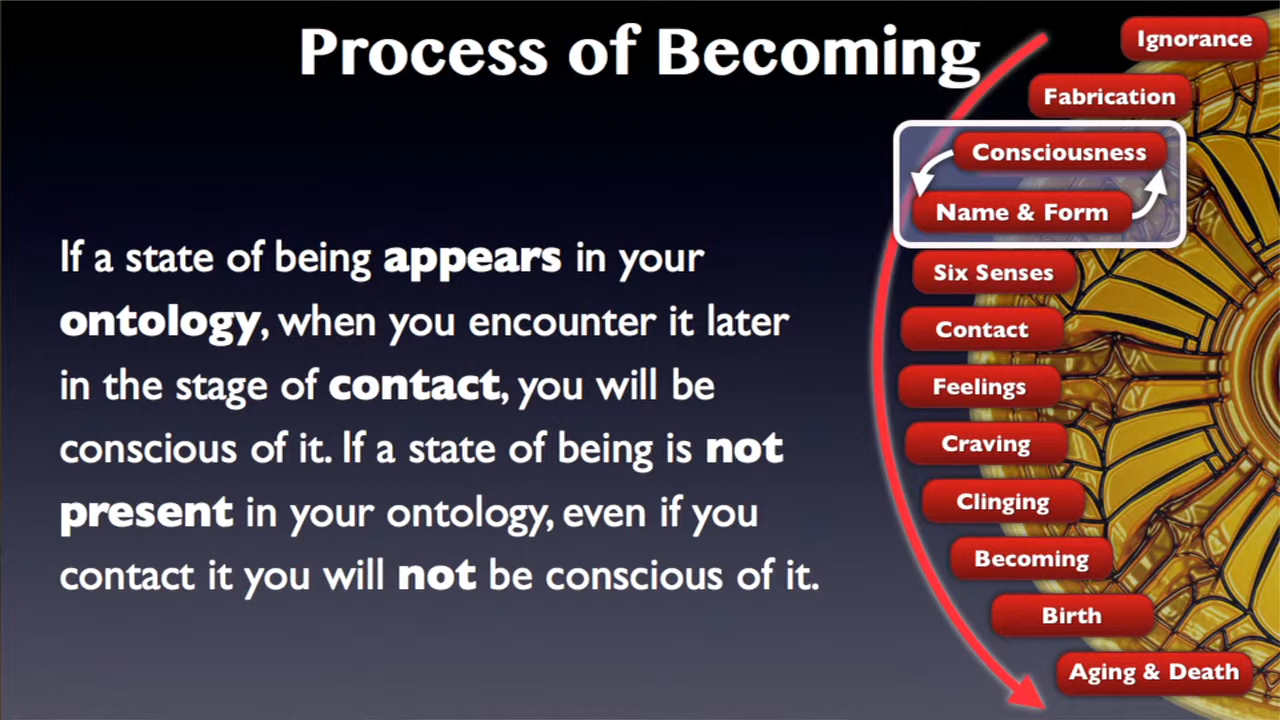 Process of Becoming
If a state of being appears in your
ontology, when you encounter it later
in the stage of contact, you will be
conscious of it. If a state of being is not
present in your ontology, even if you
contact it you will not be conscious of it.
Ignorance
Fabrication
Consciousness
Name & Form
Six Senses
Contact
Feelings
Craving
Clinging
Becoming
Birth
Aging & Death